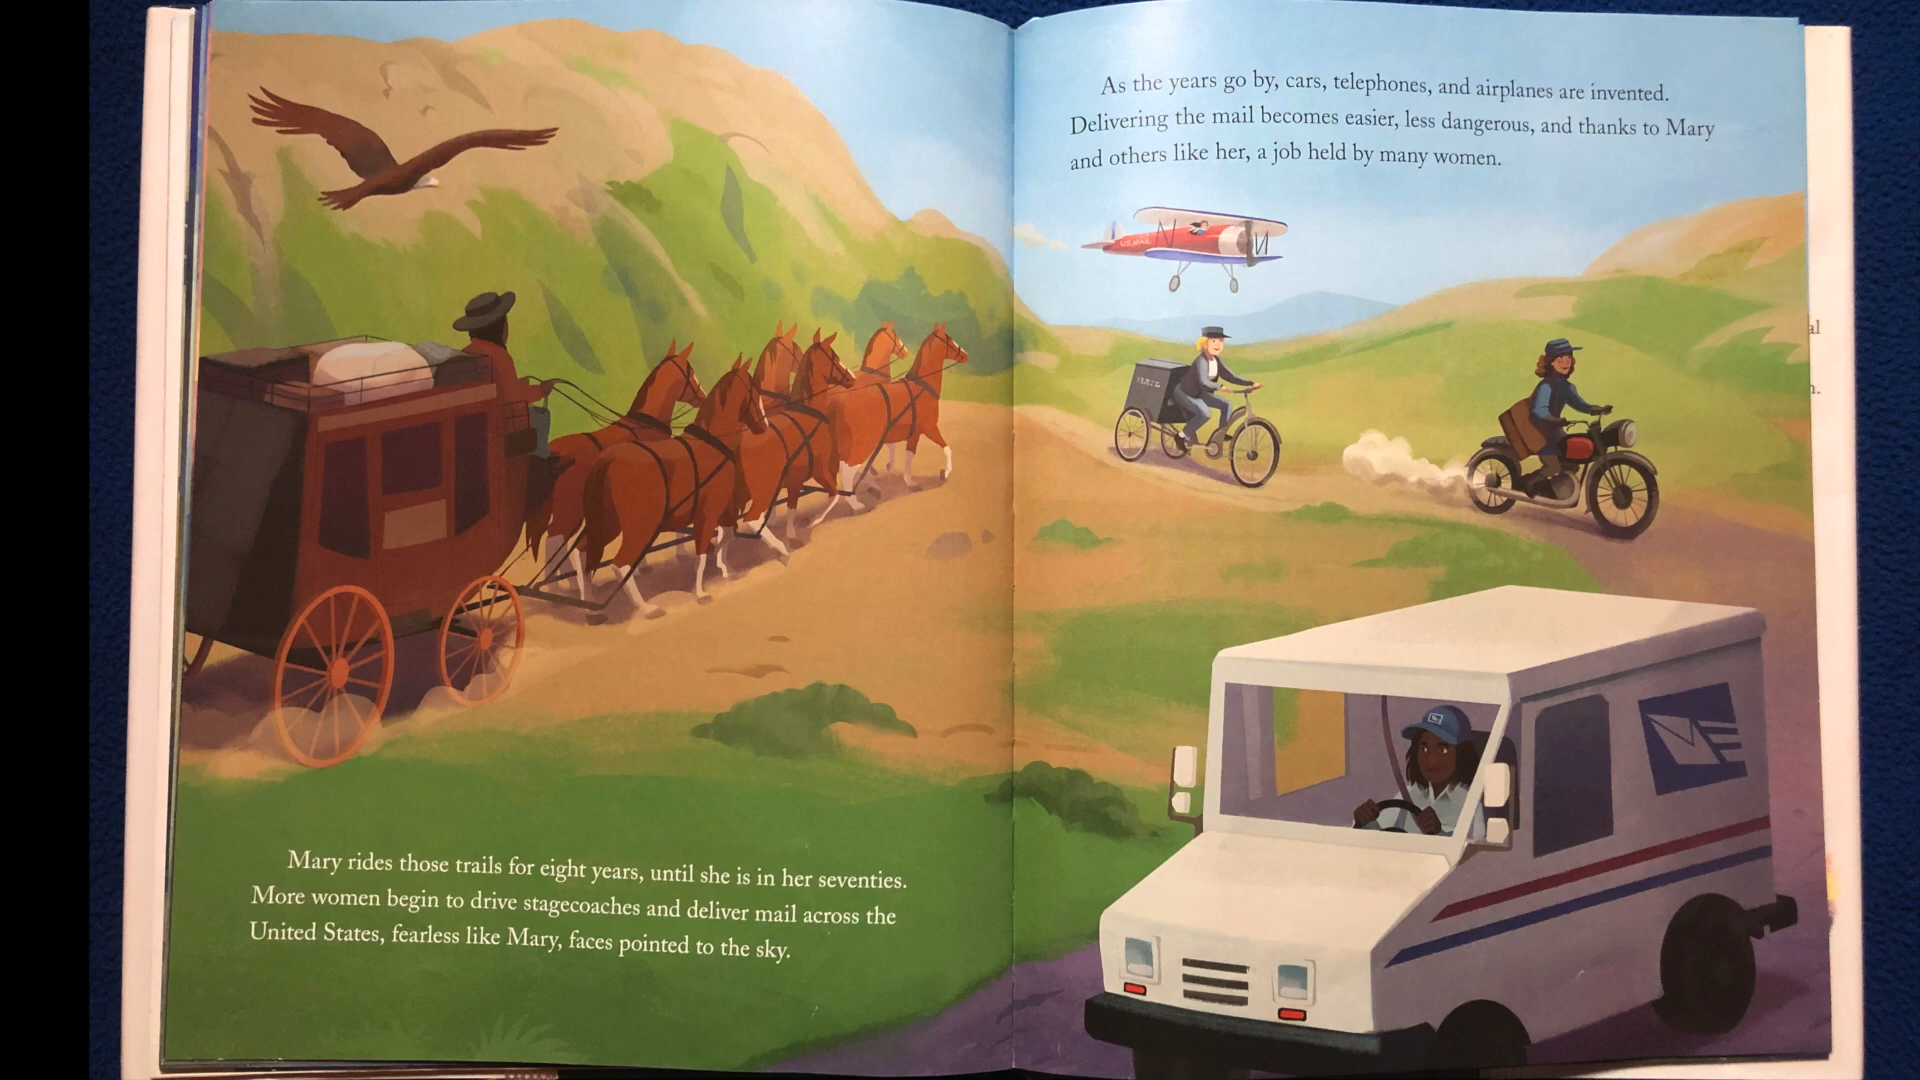 Mary rides those trails for eight years, until she is in her seventies.
More women begin to drive stagecoaches and deliver mail across the
United States, fearless like Mary, faces pointed to the sky.
As the years go by, cars, telephones, and airplanes are invented.
Delivering the mail becomes easier, less dangerous, and thanks to Mary
and others like her, a job held by many women.
U.S. MAIL
MAIL
al
n.